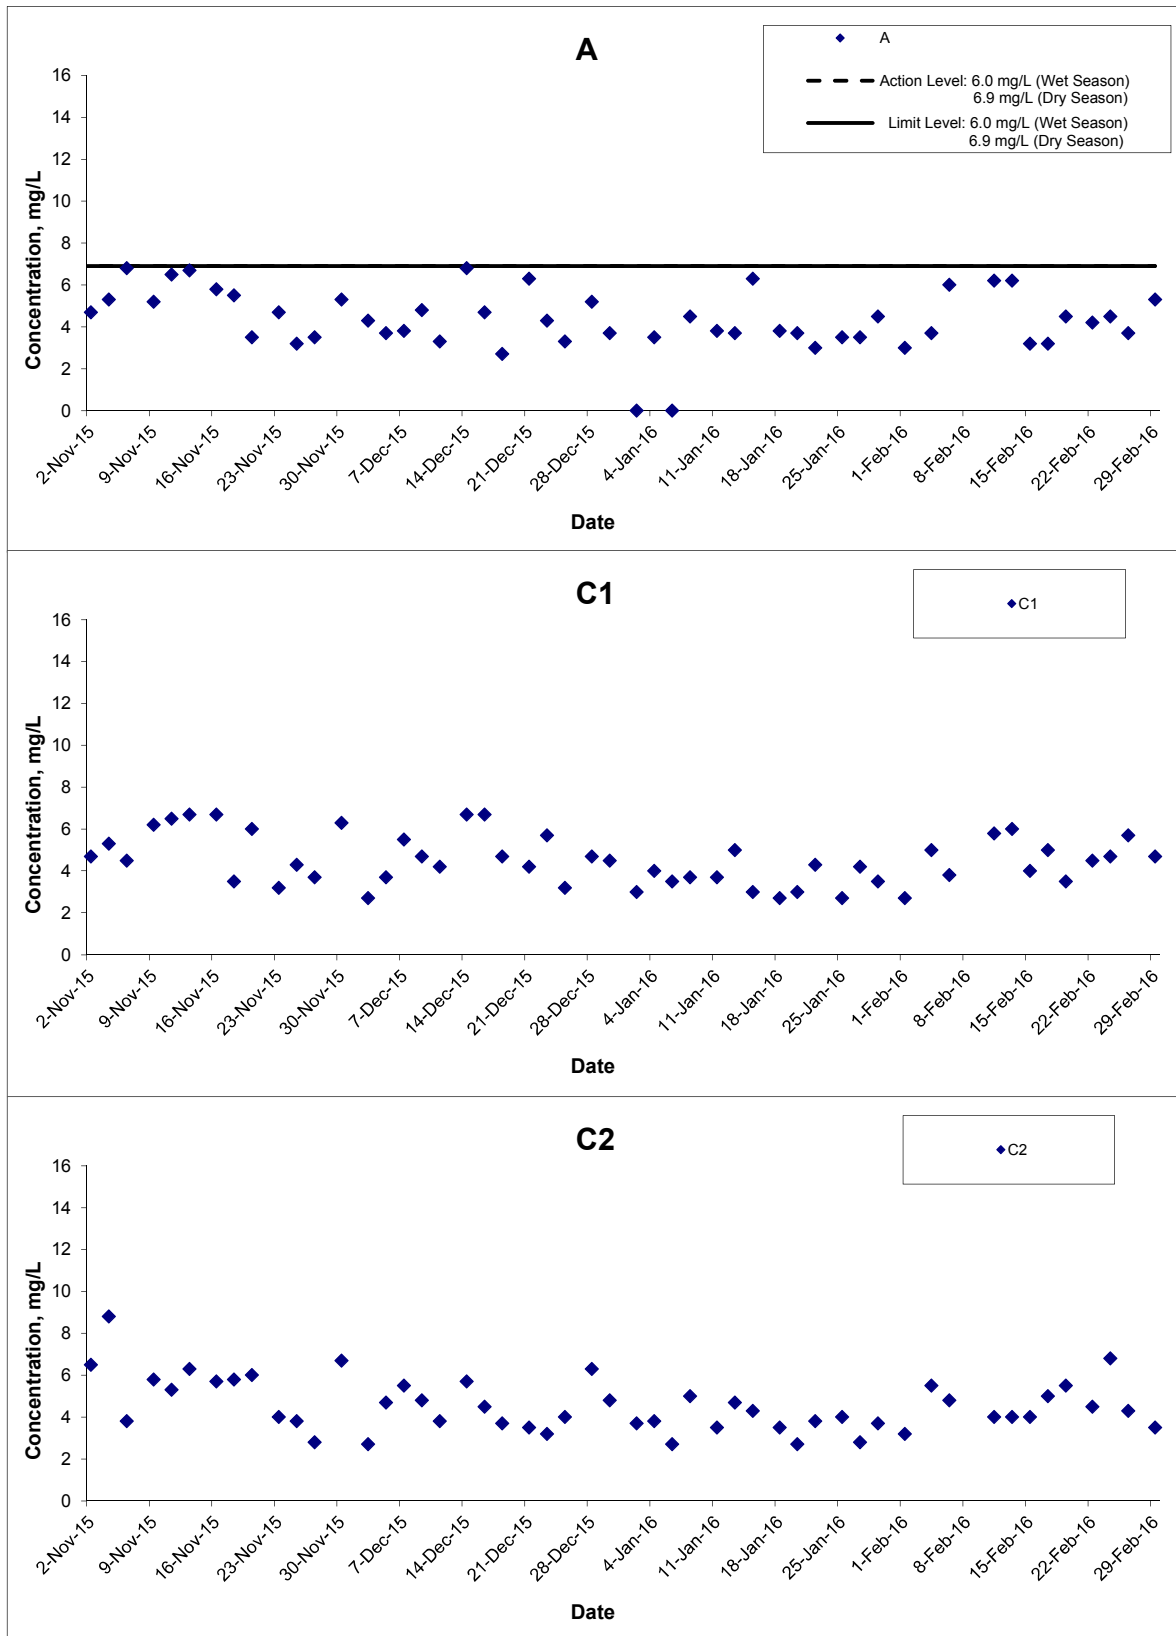 A
A
Action Level: 6.0 mg/L (Wet Season)
6.9 mg/L (Dry Season)
Limit Level: 6.0 mg/L (Wet Season)
6.9 mg/L (Dry Season)
Concentration, mg/L
16
14
12
10
8
6
4
2
0
2-Nov-15
9-Nov-15
16-Nov-15
23-Nov-15
30-Nov-15
7-Dec-15
14-Dec-15
21-Dec-15
28-Dec-15
4-Jan-16
11-Jan-16
18-Jan-16
25-Jan-16
1-Feb-16
8-Feb-16
15-Feb-16
22-Feb-16
29-Feb-16
Date
C1
C1
Concentration, mg/L
16
14
12
10
8
6
4
2
0
2-Nov-15
9-Nov-15
16-Nov-15
23-Nov-15
30-Nov-15
7-Dec-15
14-Dec-15
21-Dec-15
28-Dec-15
4-Jan-16
11-Jan-16
18-Jan-16
25-Jan-16
1-Feb-16
8-Feb-16
15-Feb-16
22-Feb-16
29-Feb-16
Date
C2
C2
Concentration, mg/L
16
14
12
10
8
6
4
2
0
2-Nov-15
9-Nov-15
16-Nov-15
23-Nov-15
30-Nov-15
7-Dec-15
14-Dec-15
21-Dec-15
28-Dec-15
4-Jan-16
11-Jan-16
18-Jan-16
25-Jan-16
1-Feb-16
8-Feb-16
15-Feb-16
22-Feb-16
29-Feb-16
Date